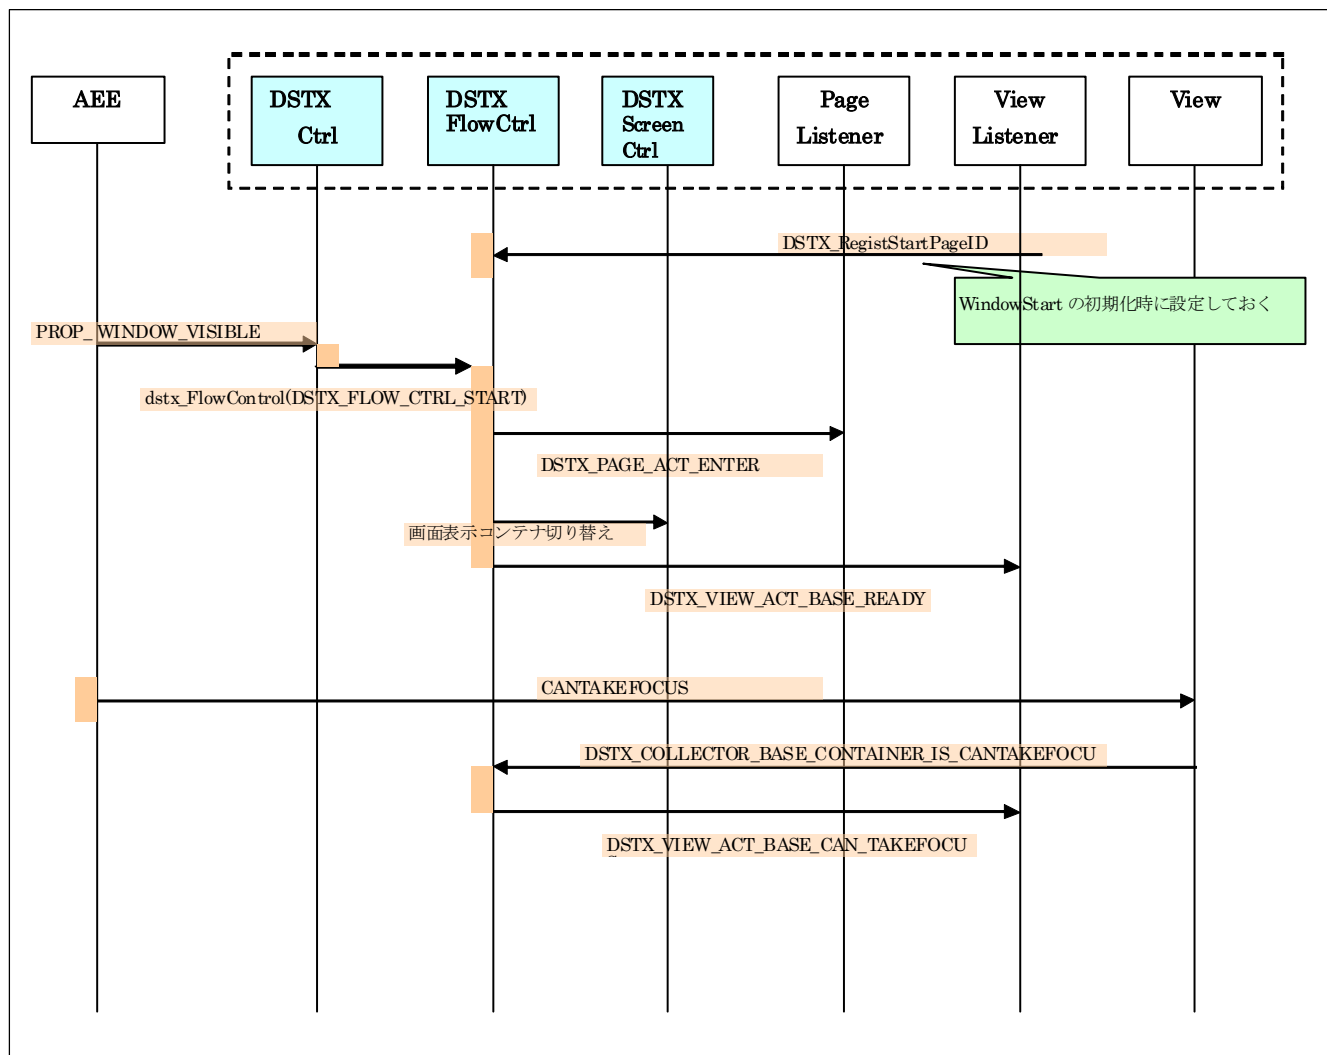 AEE
DSTX
Ctrl
DSTX
FlowCtrl
DSTX
Screen
Ctrl
Page
Listener
View
Listener
View
DSTX_RegistStartPageID
WindowStart の初期化時に設定しておく
PROP_ WINDOW_VISIBLE
dstx_FlowControl(DSTX_FLOW_CTRL_START)
DSTX_PAGE_ACT_ENTER
画面表示コンテナ切り替え
DSTX_VIEW_ACT_BASE_READY
CANTAKEFOCUS
DSTX_COLLECTOR_BASE_CONTAINER_IS_CANTAKEFOCU
DSTX_VIEW_ACT_BASE_CAN_TAKEFOCU